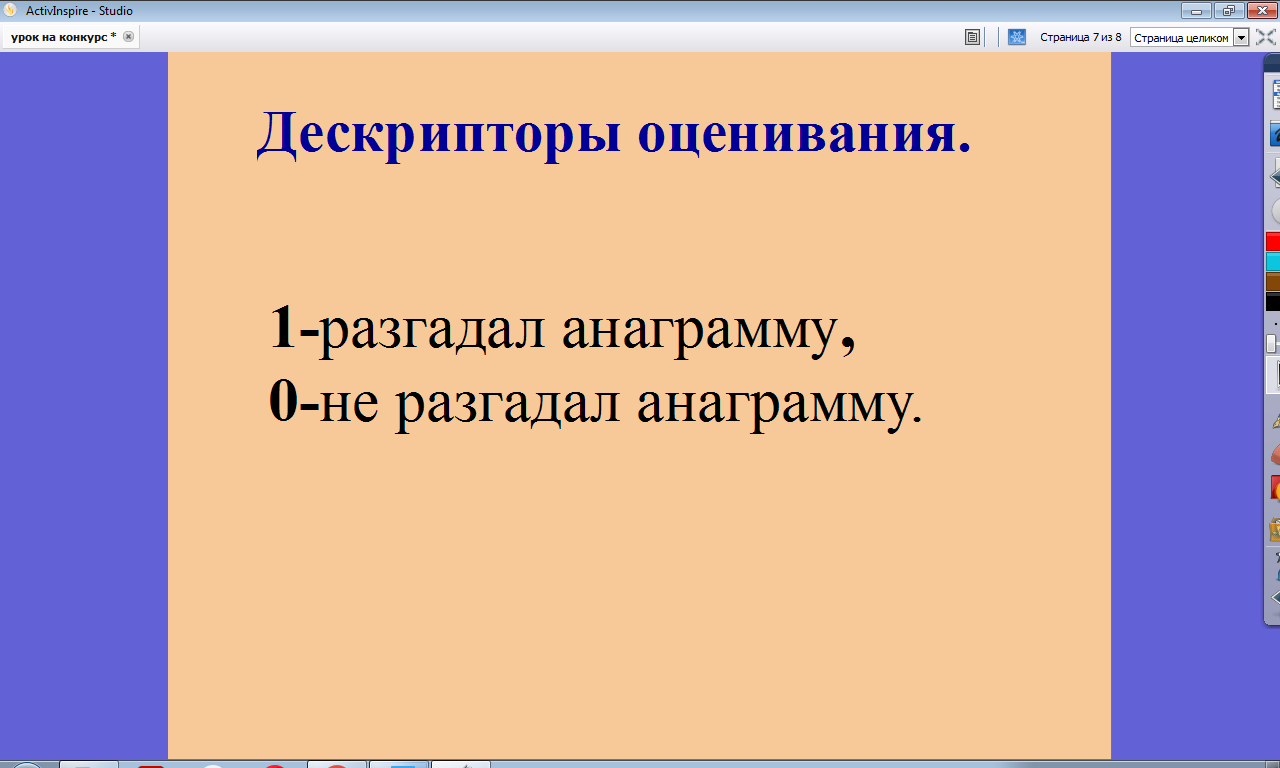 ActivInspire - Studio
урок на конкурс *
Страница 7 из 8
Страница целиком
Дескрипторы оценивания.
1-разгадал анаграмму,
0-не разгадал анаграмму.